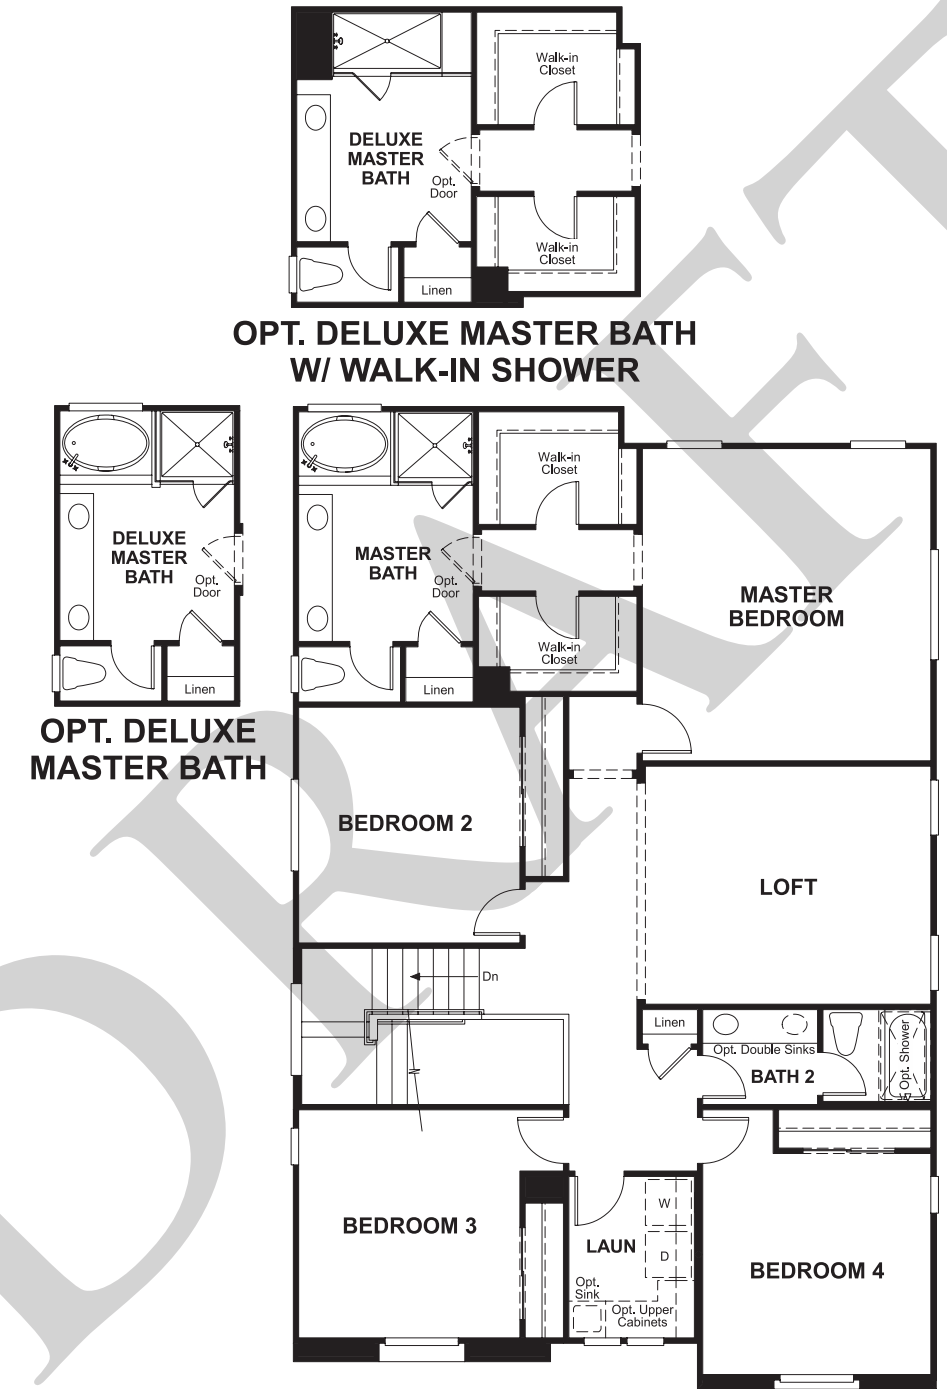 Walk-in
Closet
DELUXE
MASTER
BATH
Opt.
Door
Walk-in
Closet
Linen
OPT. DELUXE MASTER BATH
W/ WALK-IN SHOWER
DELUXE
MASTER
BATH
Opt.
Door
Linen
OPT. DELUXE
MASTER BATH
Walk-in
Closet
MASTER
BATH
Opt.
Door
Walk-in
Closet
Linen
MASTER
BEDROOM
BEDROOM 2
LOFT
Dn
Linen
Opt. Double Sinks
BATH 2
Opt. Shower
BEDROOM 3
W
LAUN
D
Opt.
Sink
Opt. Upper
Cabinets
BEDROOM 4
DRAFT